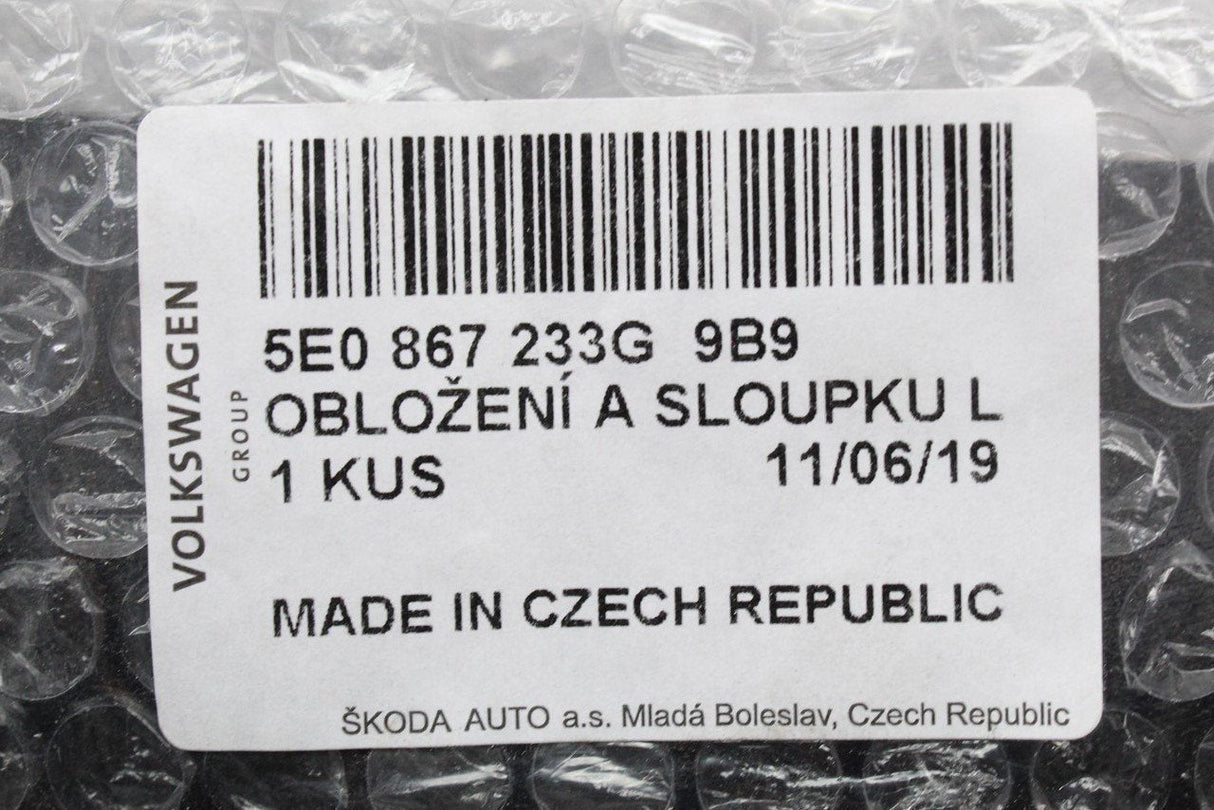 VOLKSWAGEN
GROUP
5E0 867 233G 9B9
OBLOŽENÍ A SLOUPKU L
1 KUS 11/06/19
MADE IN CZECH REPUBLIC
ŠKODA AUTO a.s. Mladá Boleslav, Czech Republic